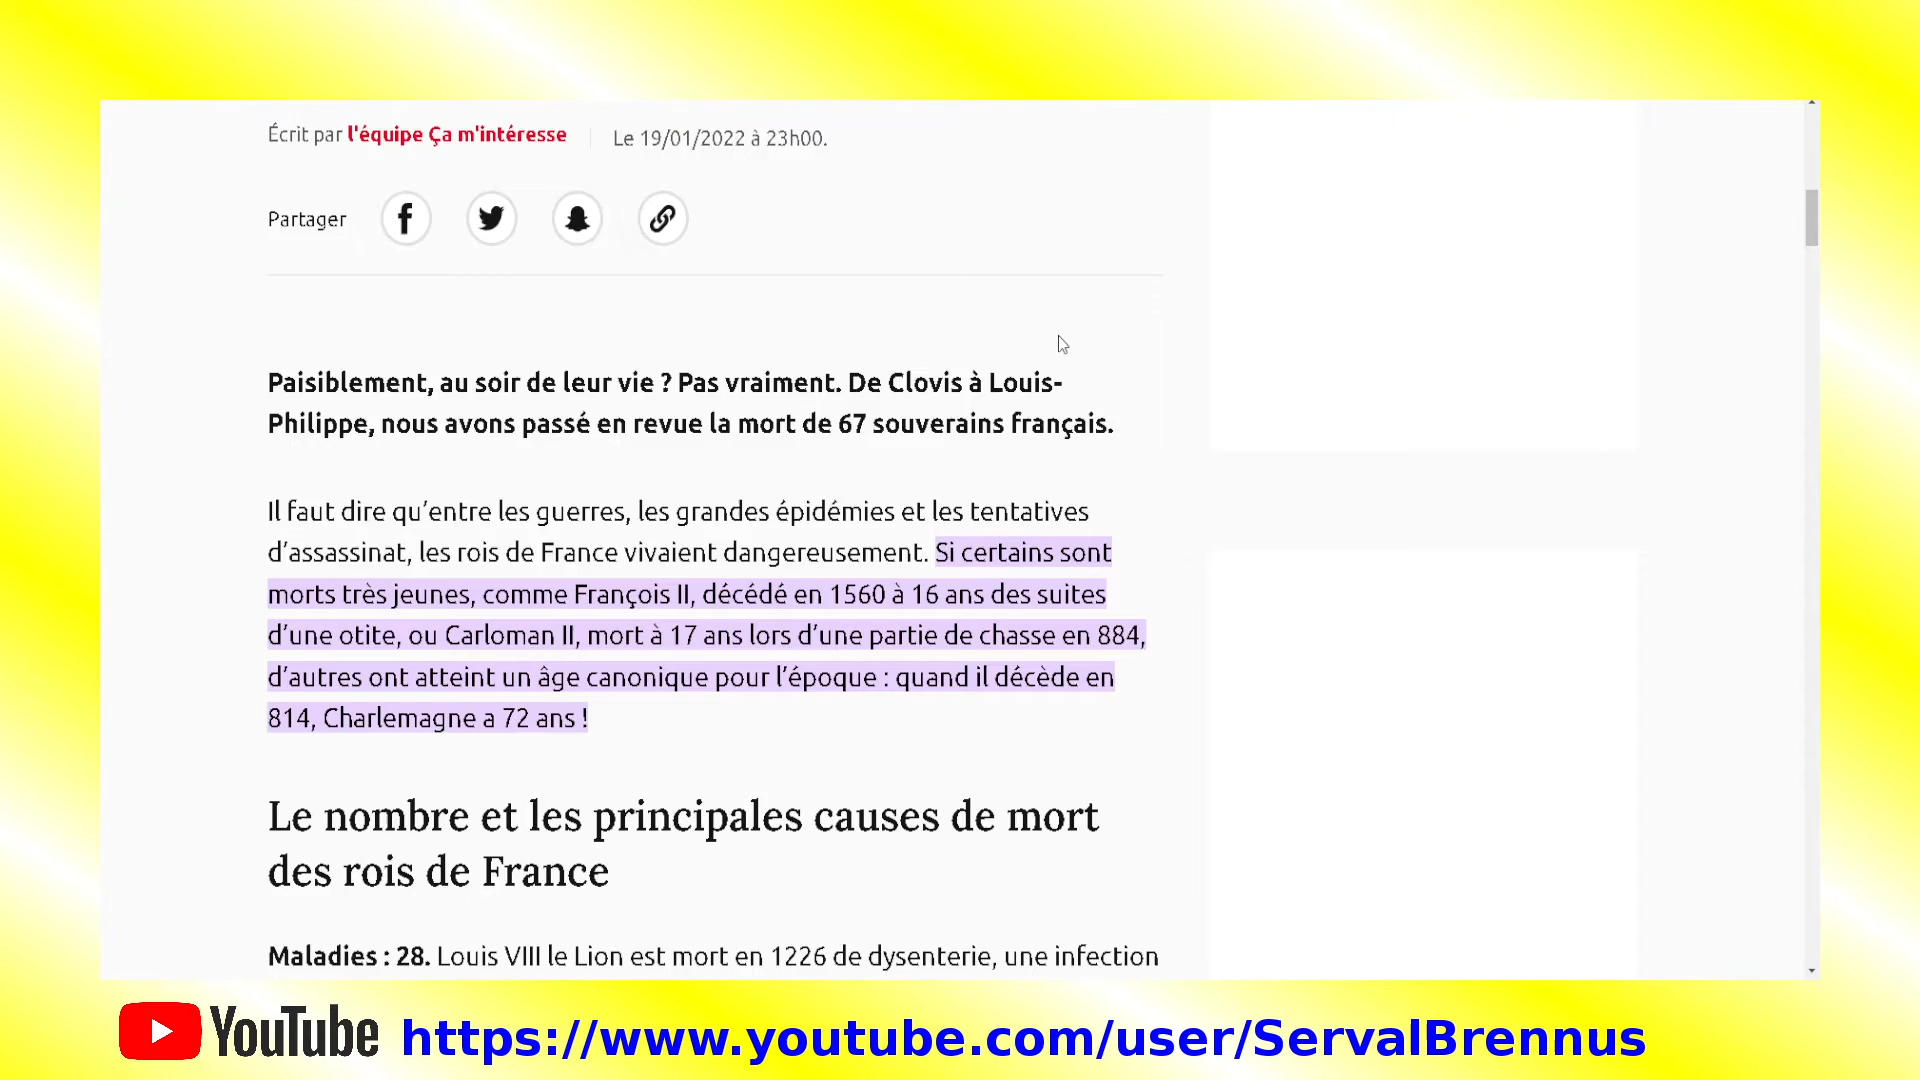 Écrit par l'équipe Ça m'intéresse
Le 19/01/2022 à 23h00.
Partager
Paisiblement, au soir de leur vie ? Pas vraiment. De Clovis à Louis-
Philippe, nous avons passé en revue la mort de 67 souverains français.
Il faut dire qu’entre les guerres, les grandes épidémies et les tentatives
d’assassinat, les rois de France vivaient dangereusement. Si certains sont
morts très jeunes, comme François II, décédé en 1560 à 16 ans des suites
d’une otite, ou Carloman II, mort à 17 ans lors d’une partie de chasse en 884,
d’autres ont atteint un âge canonique pour l’époque : quand il décède en
814, Charlemagne a 72 ans !
Le nombre et les principales causes de mort
des rois de France
Maladies : 28. Louis VIII le Lion est mort en 1226 de dysenterie, une infection
YouTube https://www.youtube.com/user/ServalBrennus